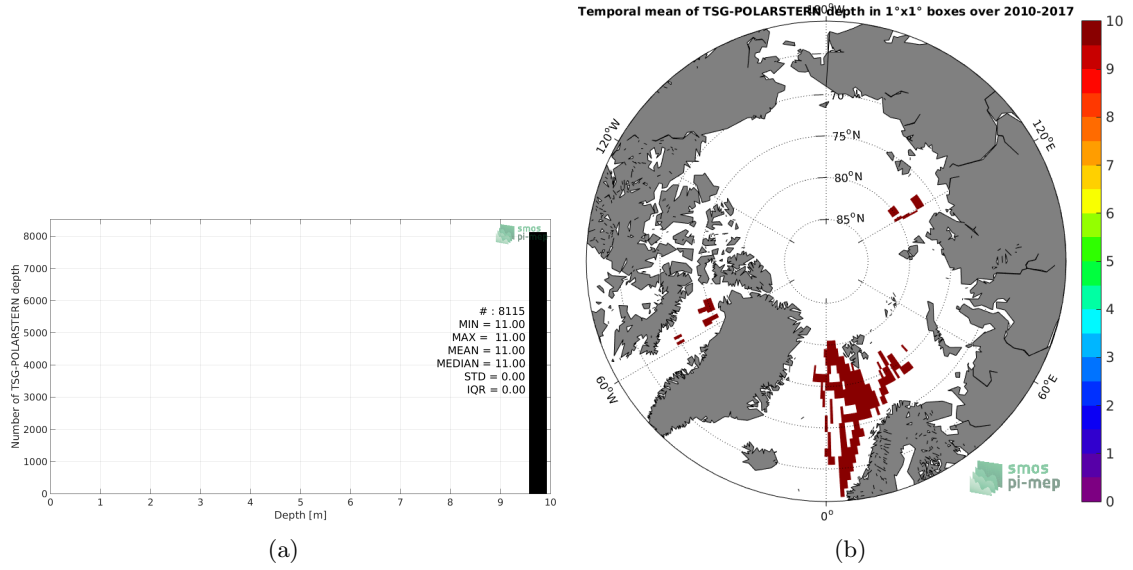 Temporal mean of TSG-POLARSTERN depth in 1°x1° boxes over 2010-2017
180°W
120°W
120°E
60°W
60°E
0°
70°N
75°N
80°N
85°N
10
9
8
7
6
5
4
3
2
1
0
smos
pi-mep
Number of TSG-POLARSTERN depth
8000
7000
6000
5000
4000
3000
2000
1000
0
smos
pi-mep
# : 8115
MIN = 11.00
MAX = 11.00
MEAN = 11.00
MEDIAN = 11.00
STD = 0.00
IQR = 0.00
0 1 2 3 4 5 6 7 8 9 10
Depth [m]
(a)
(b)